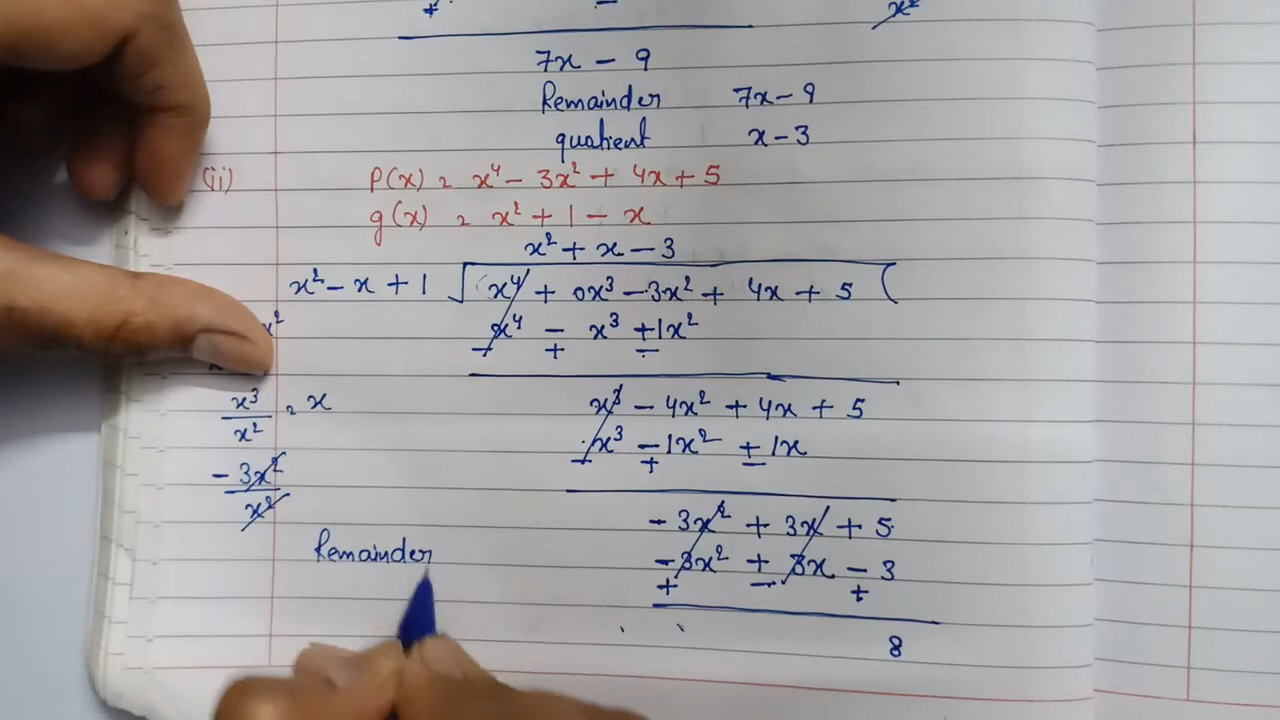 + − x²
7x − 9
Remainder 7x − 9
quotient x − 3
(ii) P(x) = x⁴ − 3x² + 4x + 5
g(x) = x² + 1 − x
x² + x − 3
x² − x + 1 √ x⁴ + 0x³ − 3x² + 4x + 5 (
x⁴ − x³ + 1x²
− + −
x²
x³ − 4x² + 4x + 5
x³/x² = x
x³ − 1x² + 1x
− + −
−3x²/x²
−3x² + 3x + 5
Remainder
−3x² + 3x − 3
+ − +
8